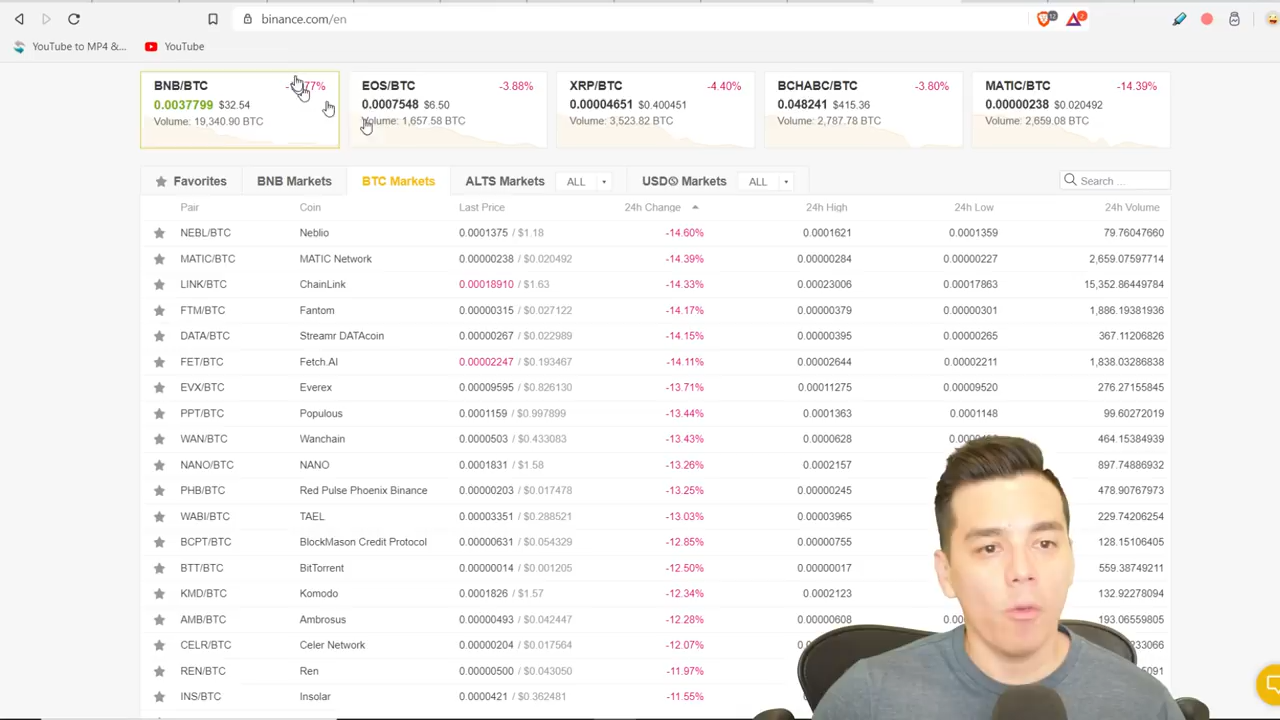 binance.com/en
12
2
YouTube to MP4 &...
YouTube
BNB/BTC
0.0037799 $32.54
Volume: 19,340.90 BTC
EOS/BTC -3.88%
0.0007548 $6.50
Volume: 1,657.58 BTC
XRP/BTC -4.40%
0.00004651 $0.400451
Volume: 3,523.82 BTC
BCHABC/BTC -3.80%
0.048241 $415.36
Volume: 2,787.78 BTC
MATIC/BTC -14.39%
0.00000238 $0.020492
Volume: 2,659.08 BTC
Favorites BNB Markets BTC Markets ALTS Markets ALL USDⓈ Markets ALL Search ...
Pair Coin Last Price 24h Change 24h High 24h Low 24h Volume
NEBL/BTC Neblio 0.0001375 / $1.18 -14.60% 0.0001621 0.0001359 79.76047660
MATIC/BTC MATIC Network 0.00000238 / $0.020492 -14.39% 0.00000284 0.00000227 2,659.07597714
LINK/BTC ChainLink 0.00018910 / $1.63 -14.33% 0.00023006 0.00017863 15,352.86449784
FTM/BTC Fantom 0.00000315 / $0.027122 -14.17% 0.00000379 0.00000301 1,886.19381936
DATA/BTC Streamr DATAcoin 0.00000267 / $0.022989 -14.15% 0.00000395 0.00000265 367.11206826
FET/BTC Fetch.AI 0.00002247 / $0.193467 -14.11% 0.00002644 0.00002211 1,838.03286838
EVX/BTC Everex 0.00009595 / $0.826130 -13.71% 0.00011275 0.00009520 276.27155845
PPT/BTC Populous 0.0001159 / $0.997899 -13.44% 0.0001363 0.0001148 99.60272019
WAN/BTC Wanchain 0.0000503 / $0.433083 -13.43% 0.0000628 464.15384939
NANO/BTC NANO 0.0001831 / $1.58 -13.26% 0.0002157 897.74886932
PHB/BTC Red Pulse Phoenix Binance 0.00000203 / $0.017478 -13.25% 0.00000245 478.90767973
WABI/BTC TAEL 0.00003351 / $0.288521 -13.03% 0.00003965 229.74206254
BCPT/BTC BlockMason Credit Protocol 0.00000631 / $0.054329 -12.85% 0.00000755 128.15106405
BTT/BTC BitTorrent 0.00000014 / $0.001205 -12.50% 0.00000017 559.38749211
KMD/BTC Komodo 0.0001826 / $1.57 -12.34% 0.0002123 132.92278094
AMB/BTC Ambrosus 0.00000493 / $0.042447 -12.28% 0.00000608 193.06559805
CELR/BTC Celer Network 0.00000204 / $0.017564 -12.07% 0.00000236
REN/BTC Ren 0.00000500 / $0.043050 -11.97%
INS/BTC Insolar 0.0000421 / $0.362481 -11.55%